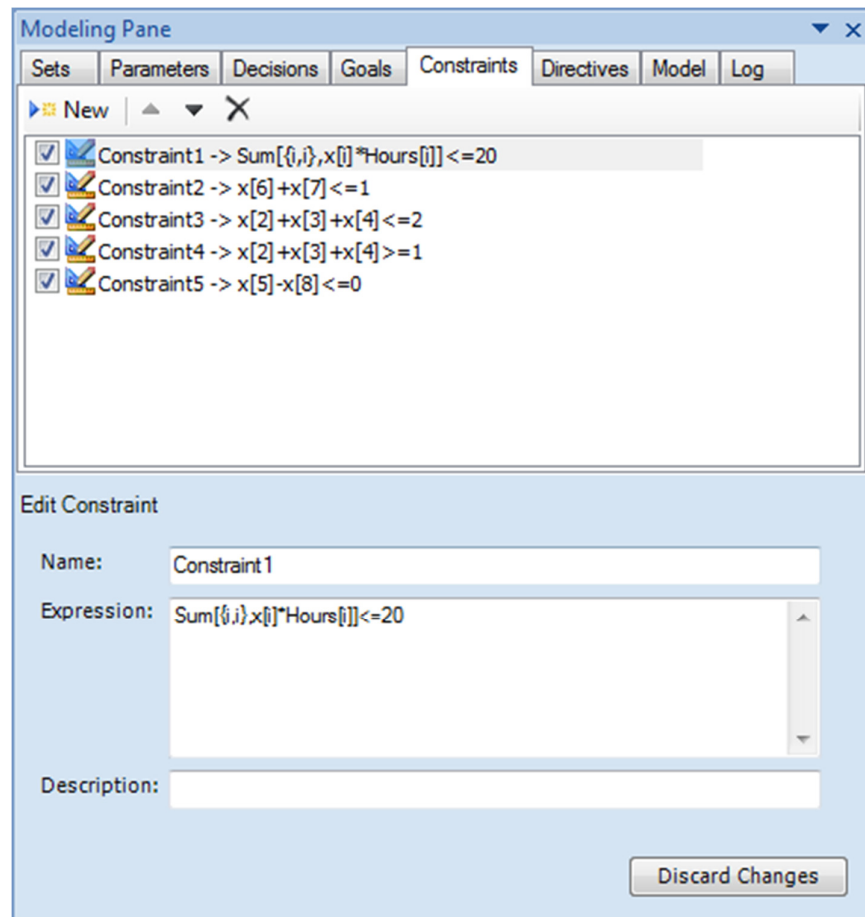 Modeling Pane
Sets Parameters Decisions Goals Constraints Directives Model Log
New
Constraint1 -> Sum[{i,i},x[i]*Hours[i]]<=20
Constraint2 -> x[6]+x[7]<=1
Constraint3 -> x[2]+x[3]+x[4]<=2
Constraint4 -> x[2]+x[3]+x[4]>=1
Constraint5 -> x[5]-x[8]<=0
Edit Constraint
Name: Constraint1
Expression: Sum[{i,i},x[i]*Hours[i]]<=20
Description:
Discard Changes